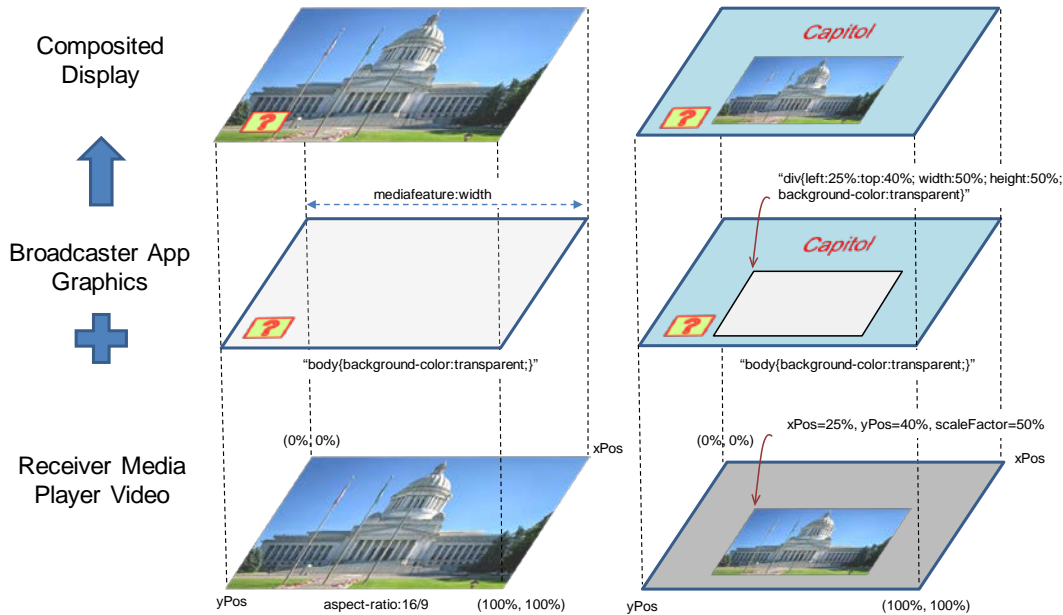 Composited
Display
Capitol
?
?
mediafeature:width
“div{left:25%:top:40%; width:50%; height:50%;
background-color:transparent}”
Broadcaster App
Graphics
Capitol
?
?
“body{background-color:transparent;}”
“body{background-color:transparent;}”
xPos=25%, yPos=40%, scaleFactor=50%
(0%, 0%)
xPos
(0%, 0%)
xPos
Receiver Media
Player Video
yPos
aspect-ratio:16/9
(100%, 100%)
yPos
(100%, 100%)